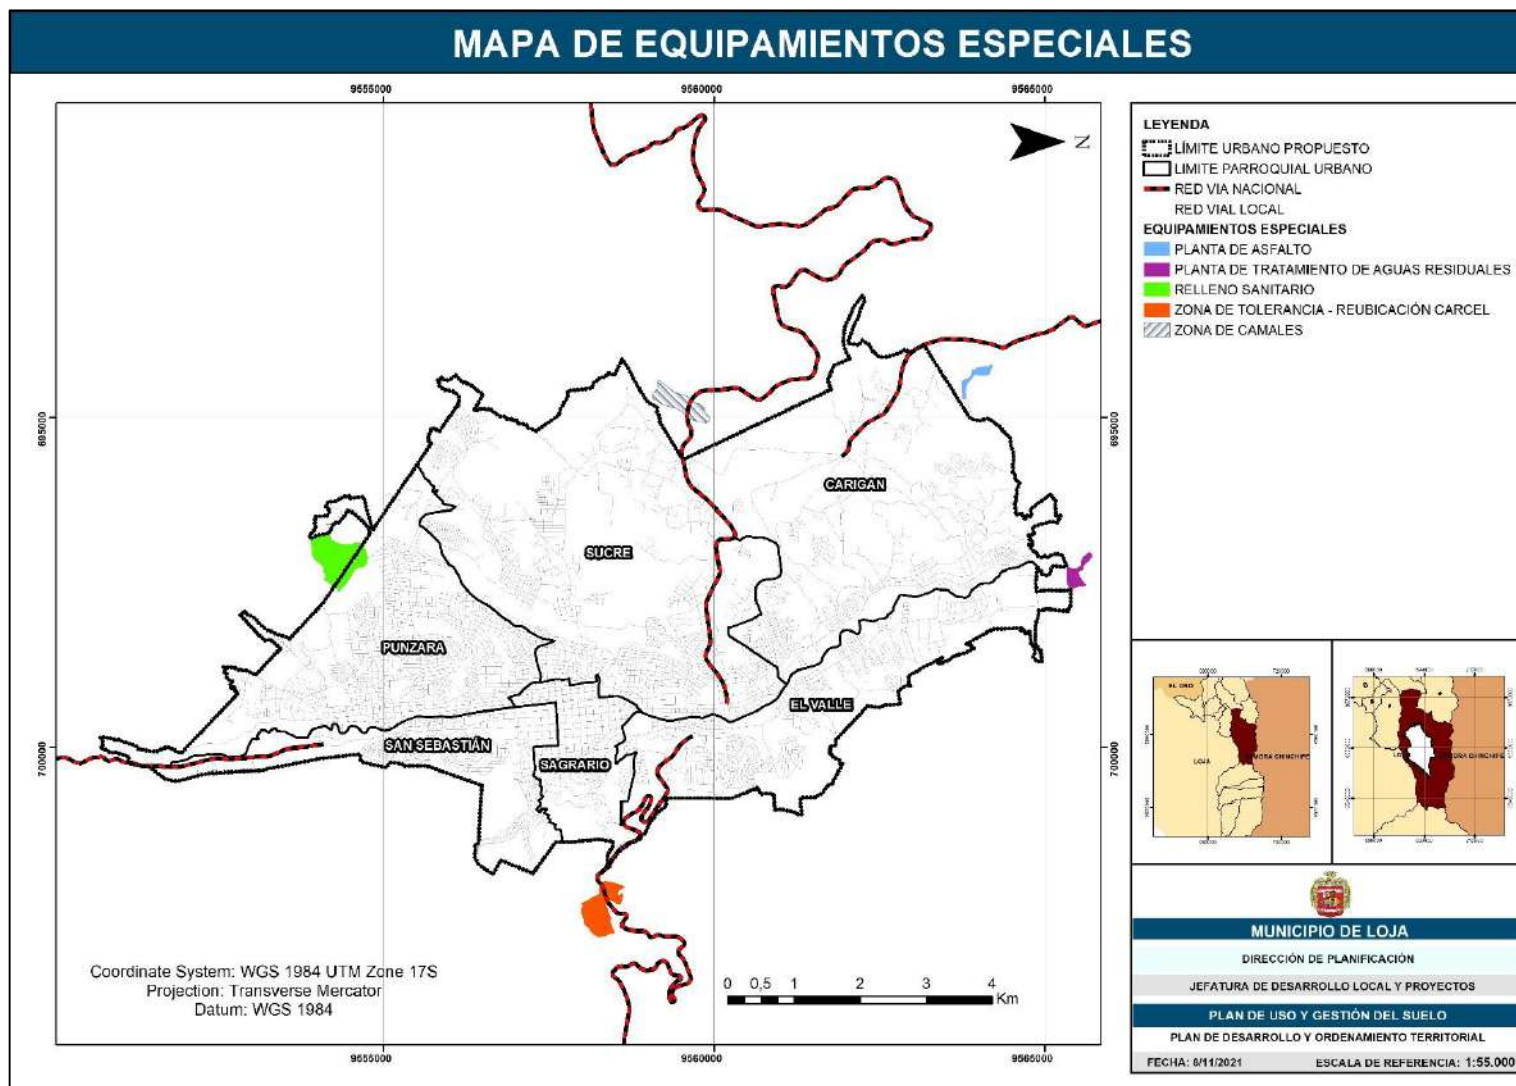 MAPA DE EQUIPAMIENTOS ESPECIALES
9555000 9560000 9565000
N
695000 695000
CARIGAN
SUCRE
PUNZARA
EL VALLE
SAN SEBASTIÁN
SAGRARIO
700000 700000
Coordinate System: WGS 1984 UTM Zone 17S
Projection: Transverse Mercator
Datum: WGS 1984
0 0,5 1 2 3 4
Km
9555000 9560000 9565000
LEYENDA
LÍMITE URBANO PROPUESTO
LIMITE PARROQUIAL URBANO
RED VIA NACIONAL
RED VIAL LOCAL
EQUIPAMIENTOS ESPECIALES
PLANTA DE ASFALTO
PLANTA DE TRATAMIENTO DE AGUAS RESIDUALES
RELLENO SANITARIO
ZONA DE TOLERANCIA - REUBICACIÓN CARCEL
ZONA DE CAMALES
EL ORO
LOJA
MUNICIPIO DE LOJA
DIRECCIÓN DE PLANIFICACIÓN
JEFATURA DE DESARROLLO LOCAL Y PROYECTOS
PLAN DE USO Y GESTIÓN DEL SUELO
PLAN DE DESARROLLO Y ORDENAMIENTO TERRITORIAL
FECHA: 8/11/2021 ESCALA DE REFERENCIA: 1:55.000